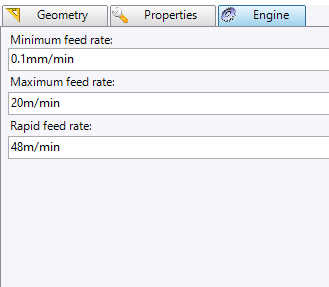 Geometry Properties Engine
Minimum feed rate:
0.1mm/min
Maximum feed rate:
20m/min
Rapid feed rate:
48m/min